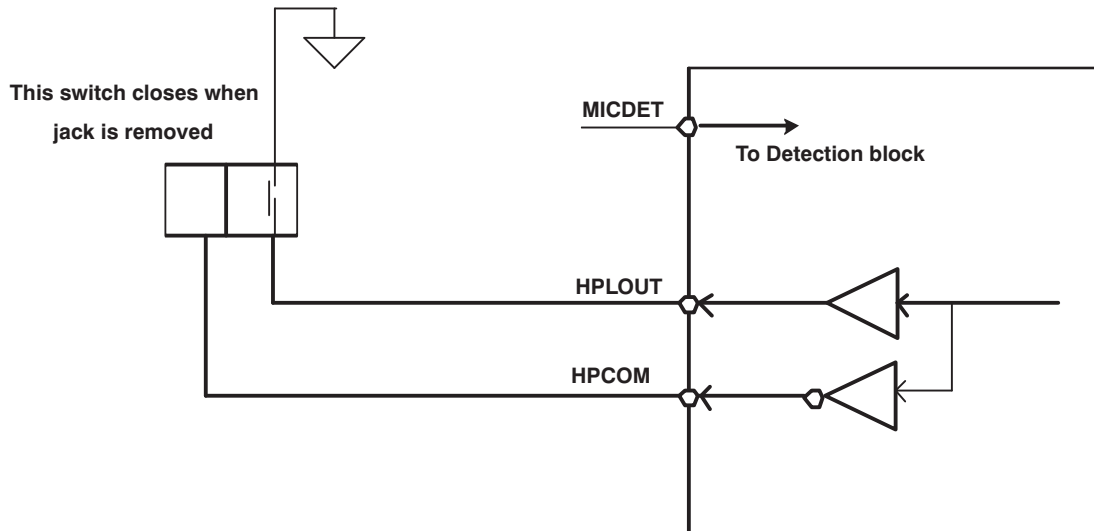 This switch closes when
jack is removed
MICDET
To Detection block
HPLOUT
HPCOM